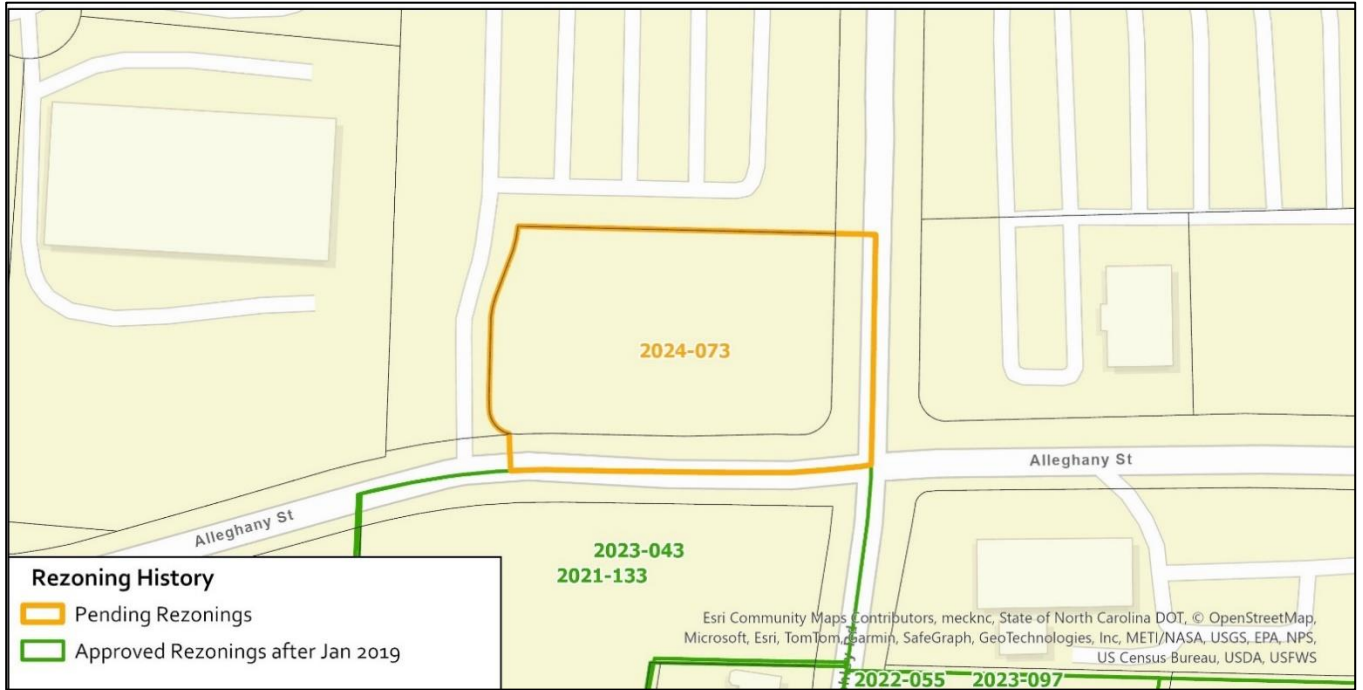 2024-073
Alleghany St
Alleghany St
2023-043
2021-133
Rezoning History
Pending Rezonings
Approved Rezonings after Jan 2019
Esri Community Maps Contributors, mecknc, State of North Carolina DOT, © OpenStreetMap,
Microsoft, Esri, TomTom, Garmin, SafeGraph, GeoTechnologies, Inc, METI/NASA, USGS, EPA, NPS,
US Census Bureau, USDA, USFWS
2022-055 2023-097